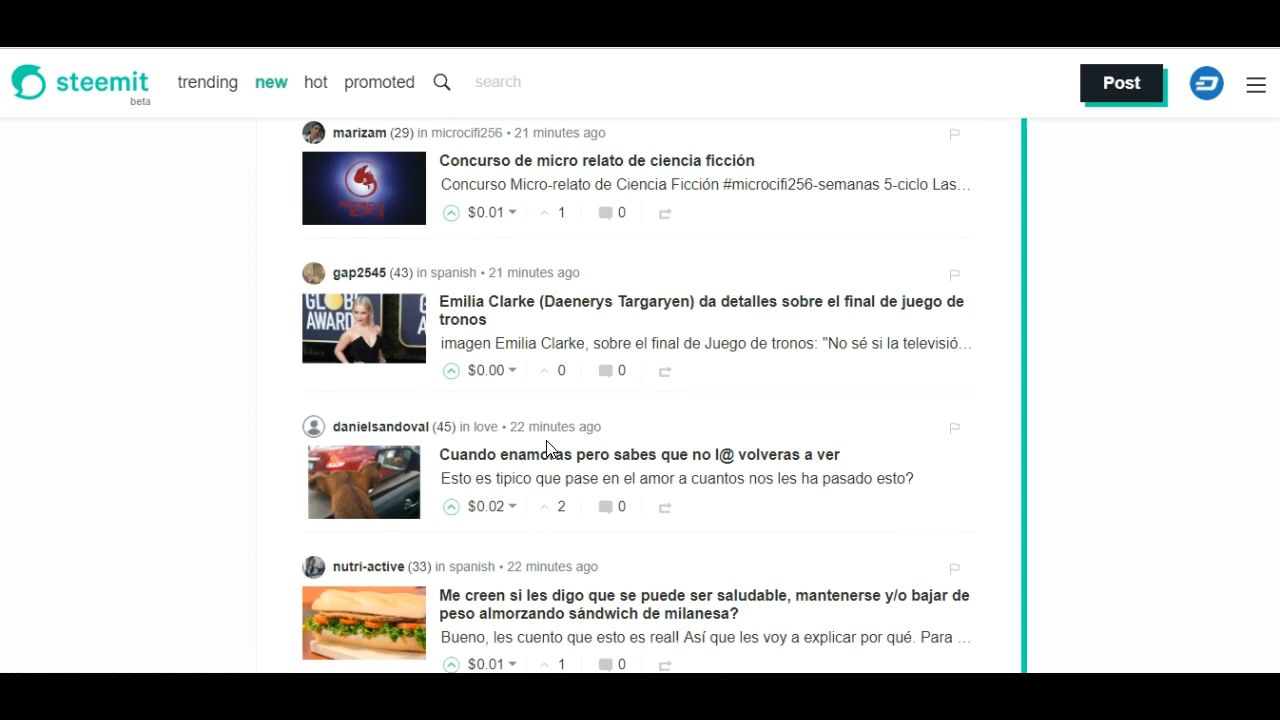 steemit
beta
trending new hot promoted search
Post
marizam (29) in microcifi256 • 21 minutes ago
Concurso de micro relato de ciencia ficción
Concurso Micro-relato de Ciencia Ficción #microcifi256-semanas 5-ciclo Las...
$0.01 1 0
gap2545 (43) in spanish • 21 minutes ago
GLOB
AWARD
Emilia Clarke (Daenerys Targaryen) da detalles sobre el final de juego de
tronos
imagen Emilia Clarke, sobre el final de Juego de tronos: "No sé si la televisió...
$0.00 0 0
danielsandoval (45) in love • 22 minutes ago
Cuando enamoras pero sabes que no l@ volveras a ver
Esto es tipico que pase en el amor a cuantos nos les ha pasado esto?
$0.02 2 0
nutri-active (33) in spanish • 22 minutes ago
Me creen si les digo que se puede ser saludable, mantenerse y/o bajar de
peso almorzando sándwich de milanesa?
Bueno, les cuento que esto es real! Así que les voy a explicar por qué. Para ...
$0.01 1 0